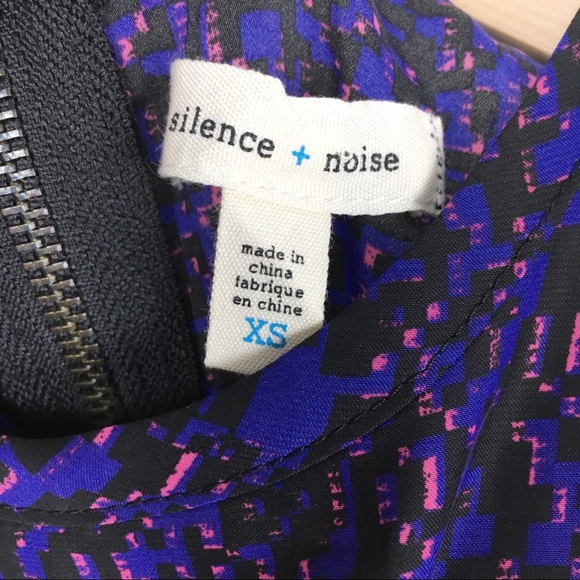 silence + noise
made in
china
fabriqué
en chine
XS